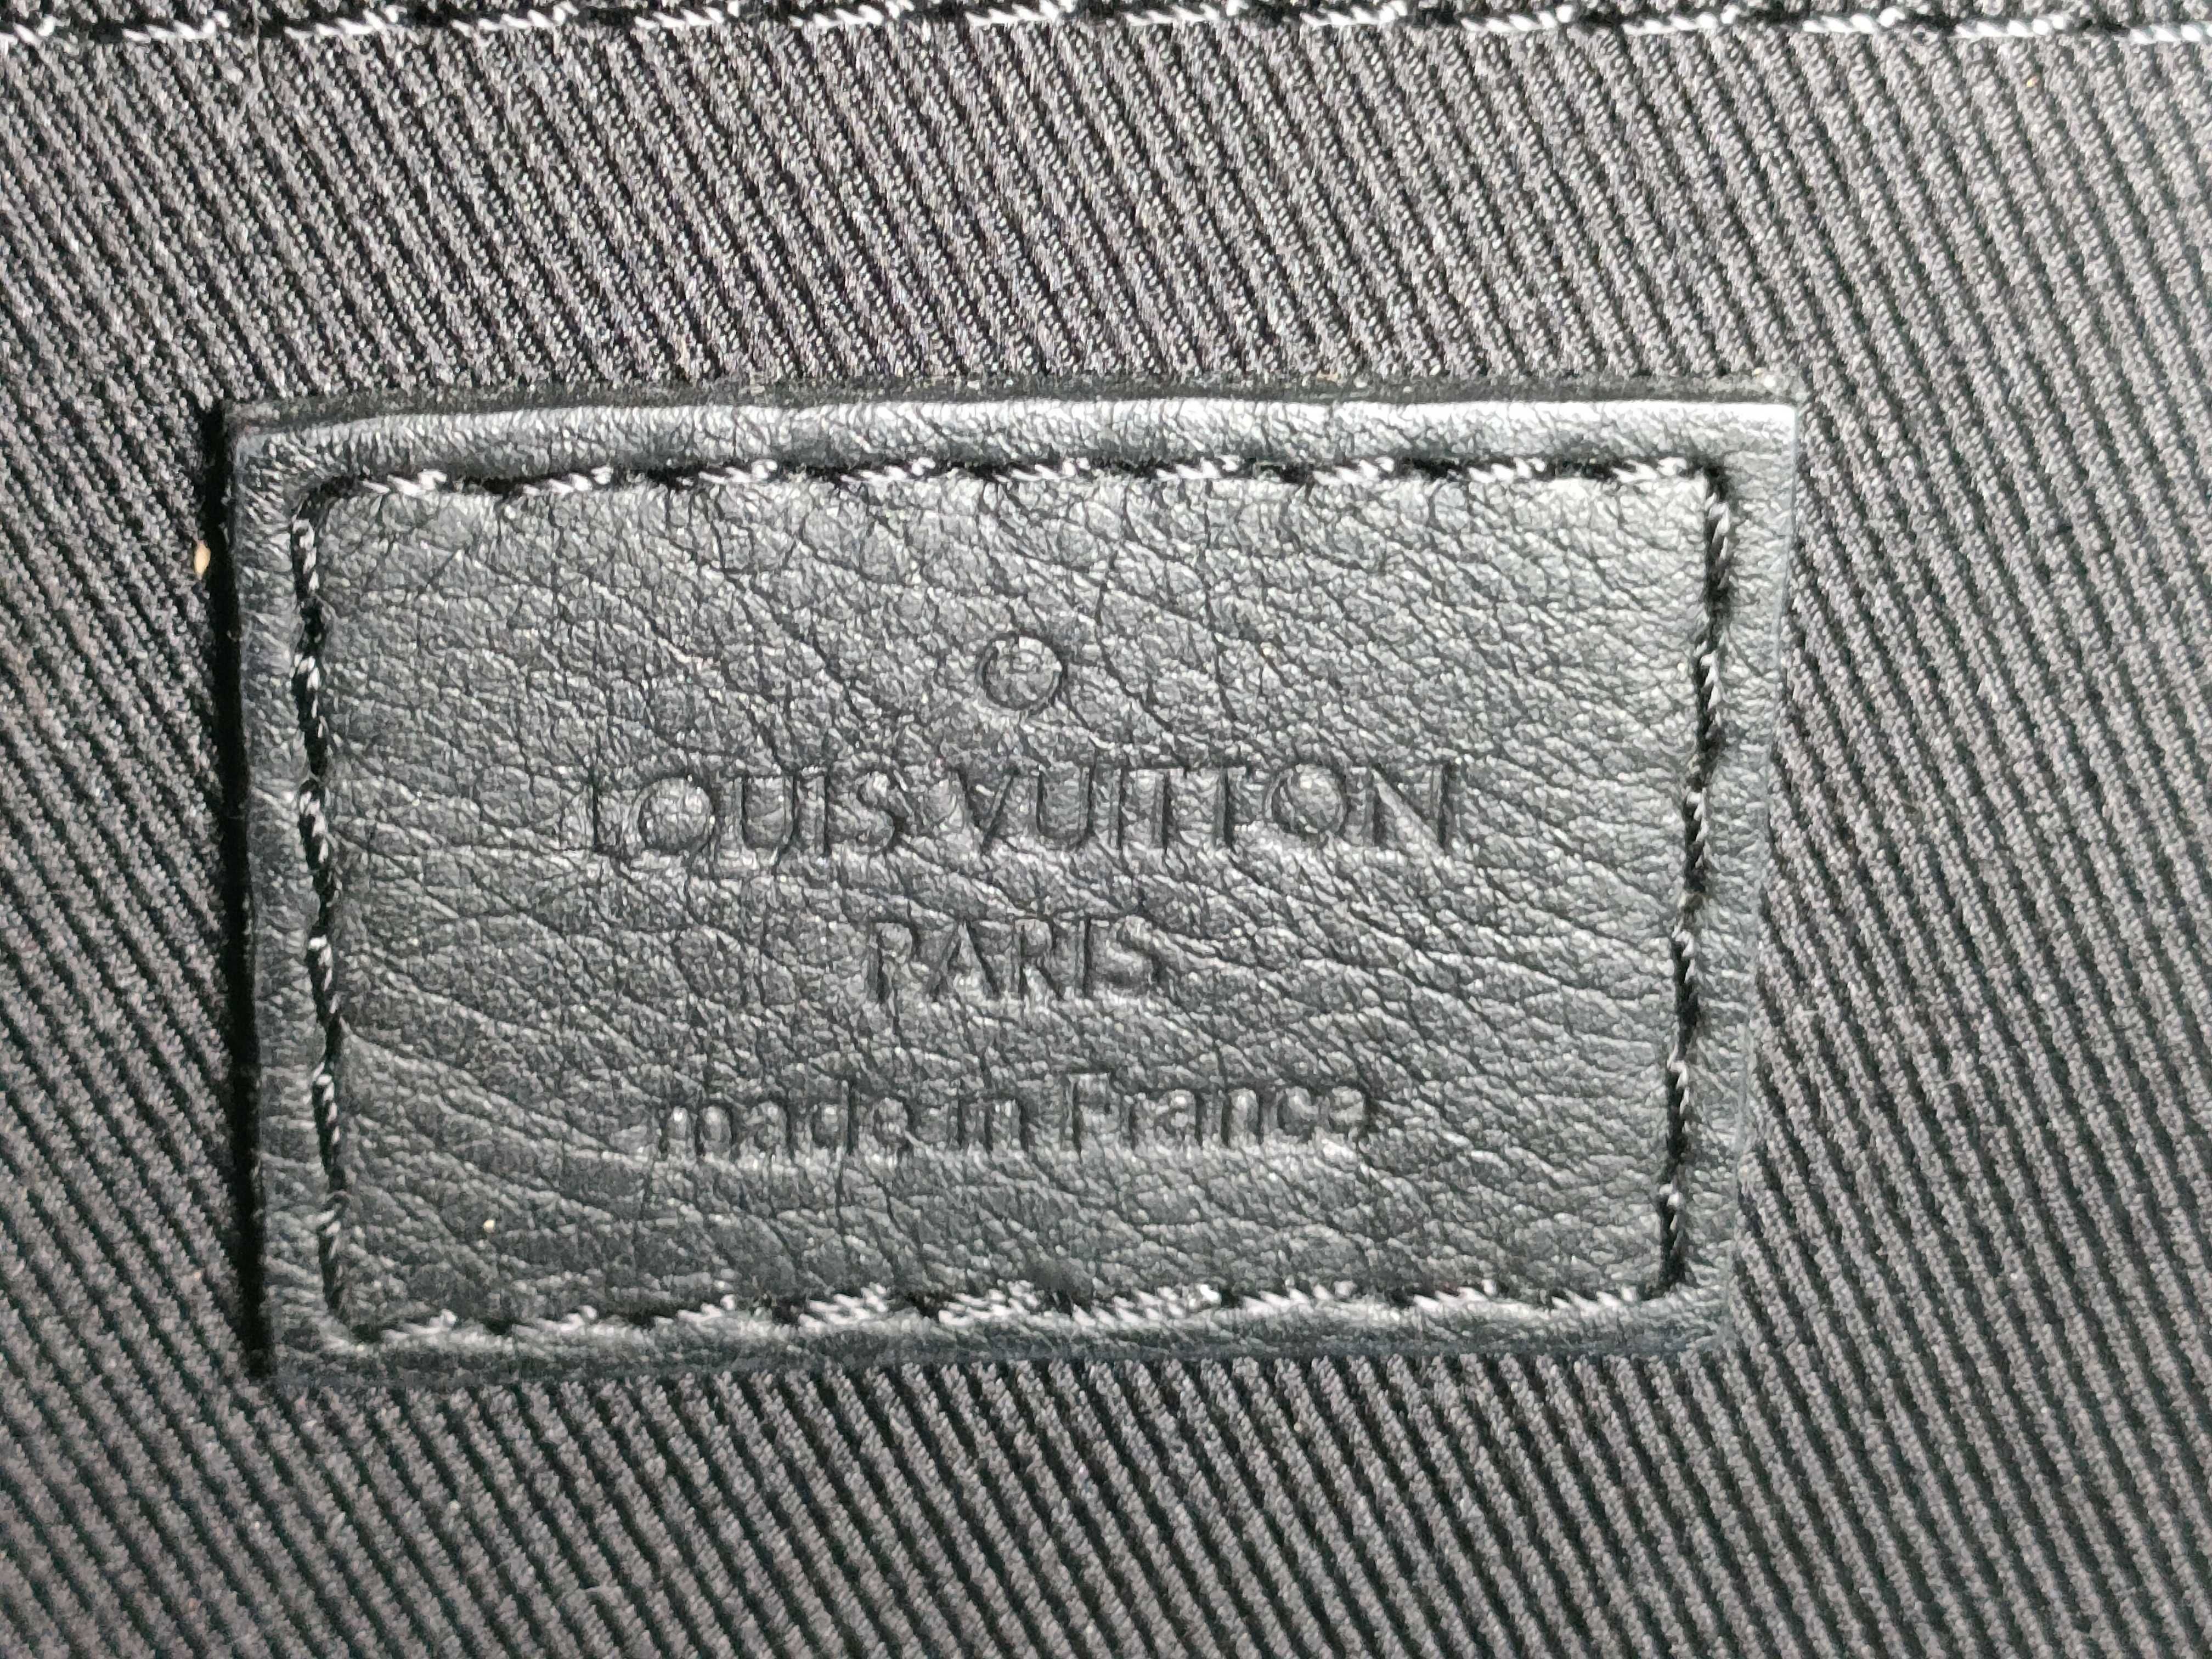 ®
LOUIS VUITTON
PARIS
made in France